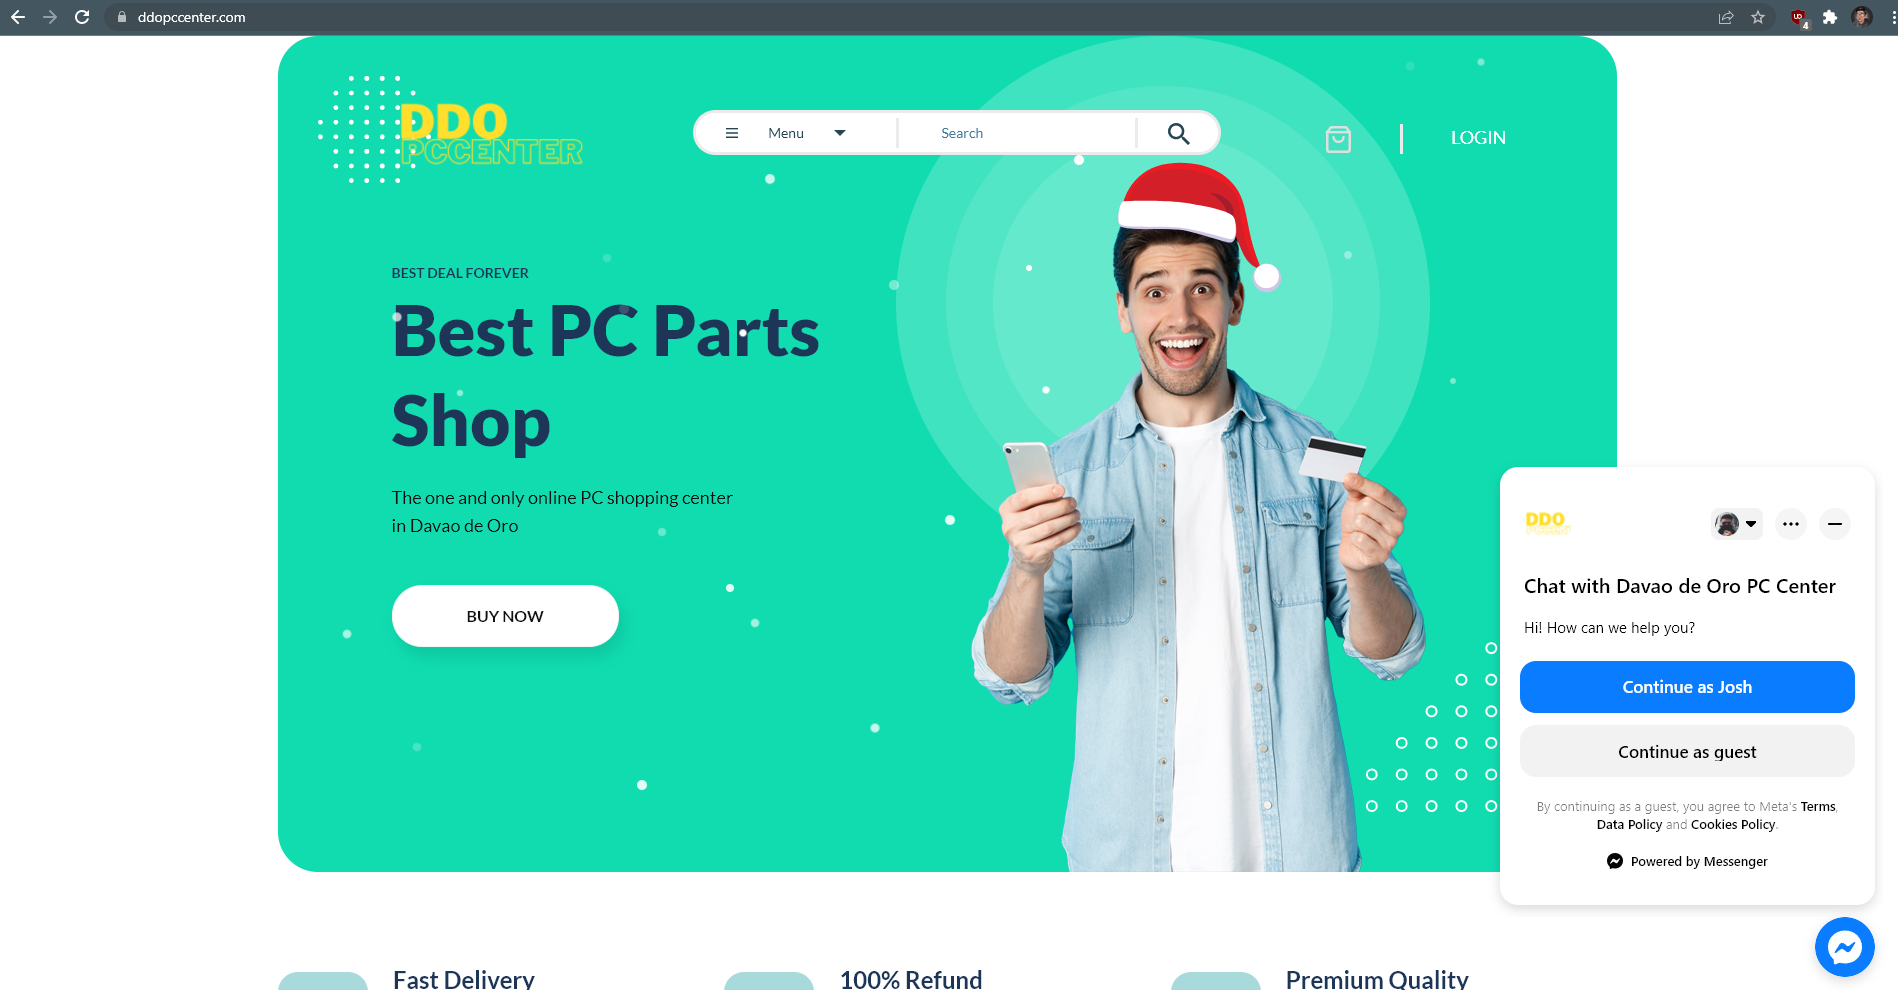 ddopccenter.com
4
DDO
PCCENTER
Menu
Search
LOGIN
BEST DEAL FOREVER
Best PC Parts
Shop
The one and only online PC shopping center
in Davao de Oro
BUY NOW
DDO
PCCENTER
Chat with Davao de Oro PC Center
Hi! How can we help you?
Continue as Josh
Continue as guest
By continuing as a guest, you agree to Meta's Terms,
Data Policy and Cookies Policy.
Powered by Messenger
Fast Delivery
100% Refund
Premium Quality